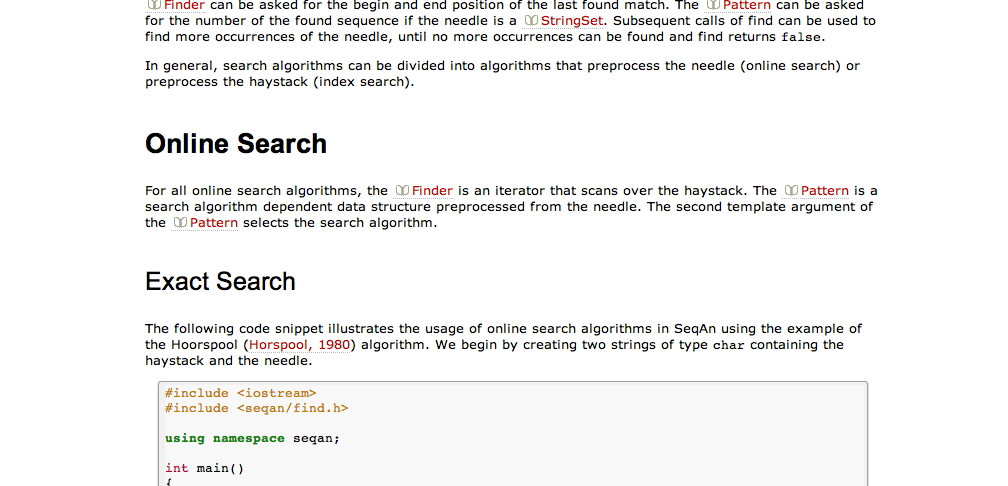 Finder can be asked for the begin and end position of the last found match. The Pattern can be asked
for the number of the found sequence if the needle is a StringSet. Subsequent calls of find can be used to
find more occurrences of the needle, until no more occurrences can be found and find returns false.
In general, search algorithms can be divided into algorithms that preprocess the needle (online search) or
preprocess the haystack (index search).
Online Search
For all online search algorithms, the Finder is an iterator that scans over the haystack. The Pattern is a
search algorithm dependent data structure preprocessed from the needle. The second template argument of
the Pattern selects the search algorithm.
Exact Search
The following code snippet illustrates the usage of online search algorithms in SeqAn using the example of
the Hoorspool (Horspool, 1980) algorithm. We begin by creating two strings of type char containing the
haystack and the needle.
#include <iostream>
#include <seqan/find.h>
using namespace seqan;
int main()
{